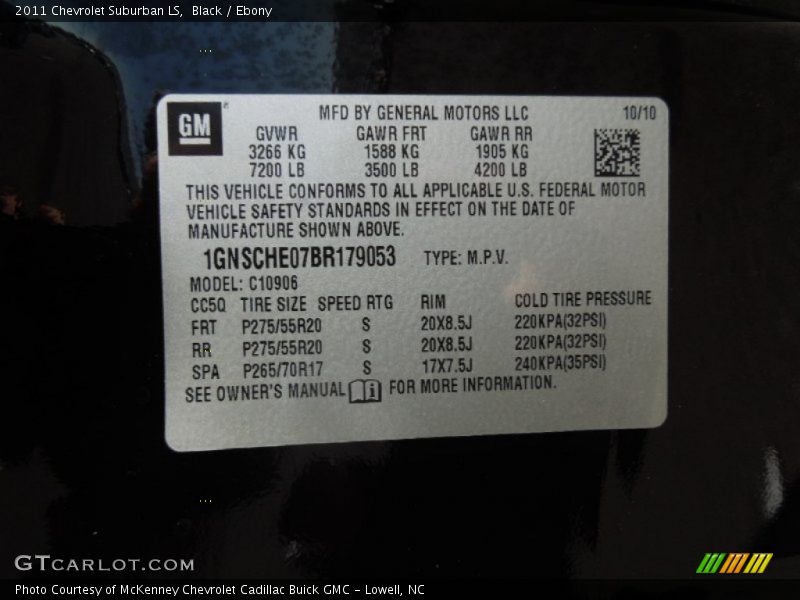 2011 Chevrolet Suburban LS, Black / Ebony
GM
MFD BY GENERAL MOTORS LLC 10/10
GVWR GAWR FRT GAWR RR
3266 KG 1588 KG 1905 KG
7200 LB 3500 LB 4200 LB
THIS VEHICLE CONFORMS TO ALL APPLICABLE U.S. FEDERAL MOTOR
VEHICLE SAFETY STANDARDS IN EFFECT ON THE DATE OF
MANUFACTURE SHOWN ABOVE.
1GNSCHE07BR179053 TYPE: M.P.V.
MODEL: C10906
CC5Q TIRE SIZE SPEED RTG RIM COLD TIRE PRESSURE
FRT P275/55R20 S 20X8.5J 220KPA(32PSI)
RR P275/55R20 S 20X8.5J 220KPA(32PSI)
SPA P265/70R17 S 17X7.5J 240KPA(35PSI)
SEE OWNER'S MANUAL i FOR MORE INFORMATION.
GTCARLOT.COM
Photo Courtesy of McKenney Chevrolet Cadillac Buick GMC - Lowell, NC